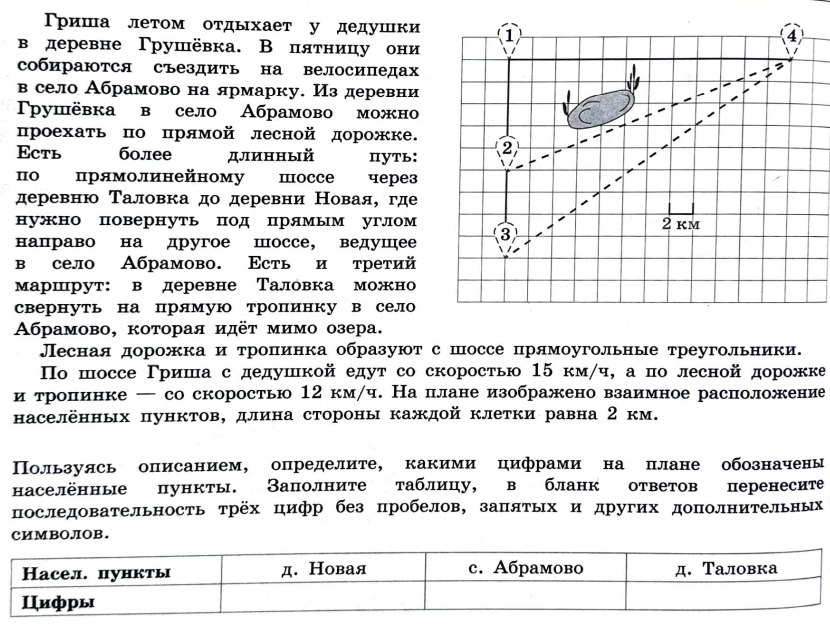 Гриша летом отдыхает у дедушки
в деревне Грушёвка. В пятницу они
собираются съездить на велосипедах
в село Абрамово на ярмарку. Из деревни
Грушёвка в село Абрамово можно
проехать по прямой лесной дорожке.
Есть более длинный путь:
по прямолинейному шоссе через
деревню Таловка до деревни Новая, где
нужно повернуть под прямым углом
направо на другое шоссе, ведущее
в село Абрамово. Есть и третий
маршрут: в деревне Таловка можно
свернуть на прямую тропинку в село
Абрамово, которая идёт мимо озера.
1
4
2
3
2 км
Лесная дорожка и тропинка образуют с шоссе прямоугольные треугольники.
По шоссе Гриша с дедушкой едут со скоростью 15 км/ч, а по лесной дорожке
и тропинке — со скоростью 12 км/ч. На плане изображено взаимное расположение
населённых пунктов, длина стороны каждой клетки равна 2 км.
Пользуясь описанием, определите, какими цифрами на плане обозначены
населённые пункты. Заполните таблицу, в бланк ответов перенесите
последовательность трёх цифр без пробелов, запятых и других дополнительных
символов.
Насел. пункты д. Новая с. Абрамово д. Таловка
Цифры